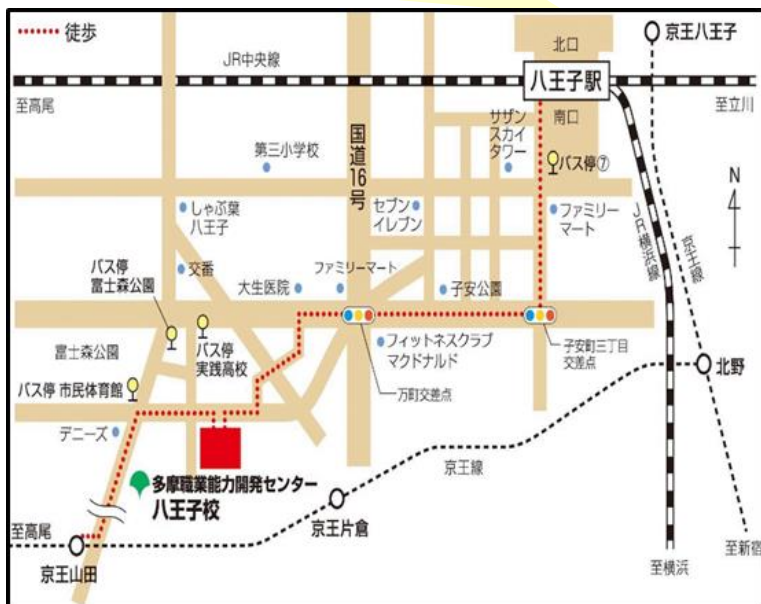 徒歩
京王八王子
北口
JR中央線
八王子駅
至高尾
至立川
南口
サザン
スカイ
タワー
国道16号
第三小学校
バス停⑦
N
しゃぶ葉
八王子
セブン
イレブン
ファミリー
マート
JR横浜線
京王線
バス停
富士森公園
交番
大生医院
ファミリーマート
子安公園
富士森公園
バス停
実践高校
フィットネスクラブ
マクドナルド
子安町三丁目
交差点
万町交差点
北野
バス停 市民体育館
デニーズ
京王線
多摩職業能力開発センター
八王子校
京王片倉
至高尾
京王山田
至横浜
至新宿